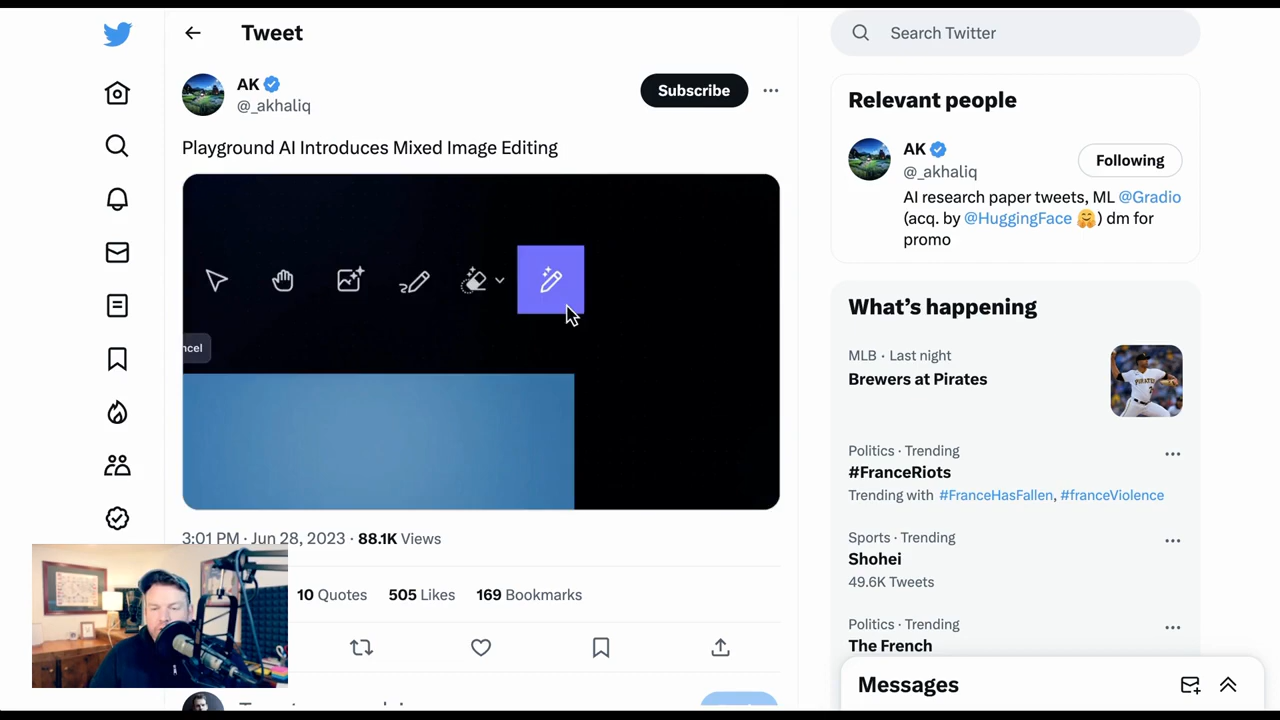 Tweet
AK
@_akhaliq
Subscribe
Playground AI Introduces Mixed Image Editing
ncel
3:01 PM · Jun 28, 2023 · 88.1K Views
10 Quotes 505 Likes 169 Bookmarks
Search Twitter
Relevant people
AK
@_akhaliq
Following
AI research paper tweets, ML @Gradio
(acq. by @HuggingFace 🤗) dm for
promo
What's happening
MLB · Last night
Brewers at Pirates
Politics · Trending
#FranceRiots
Trending with #FranceHasFallen, #franceViolence
Sports · Trending
Shohei
49.6K Tweets
Politics · Trending
The French
Messages